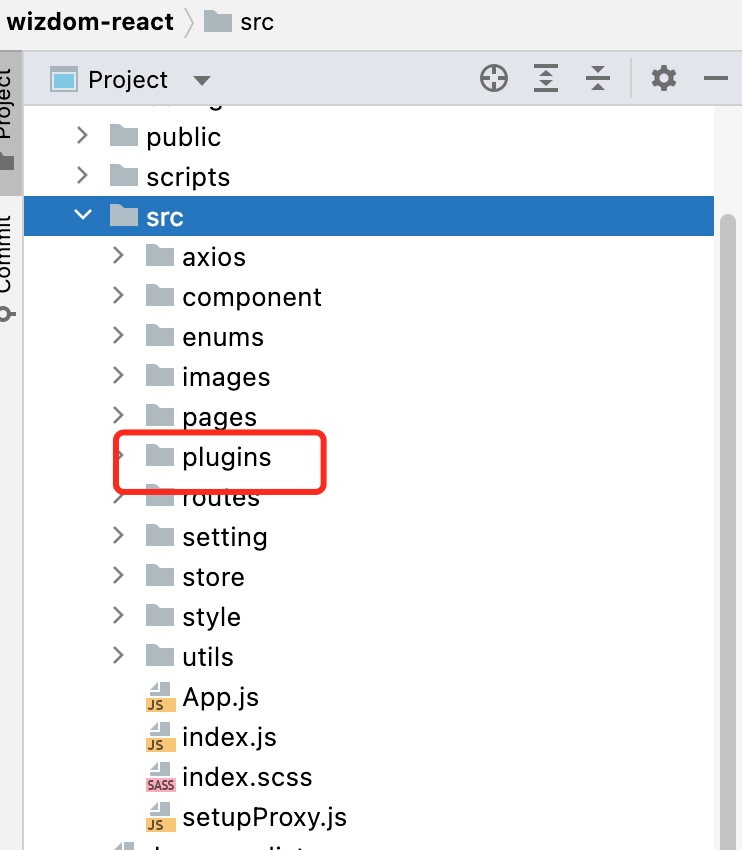 wizdom-react
src
Project
Project
Commit
public
scripts
src
axios
component
enums
images
pages
plugins
routes
setting
store
style
utils
JS App.js
JS index.js
SASS index.scss
JS setupProxy.js